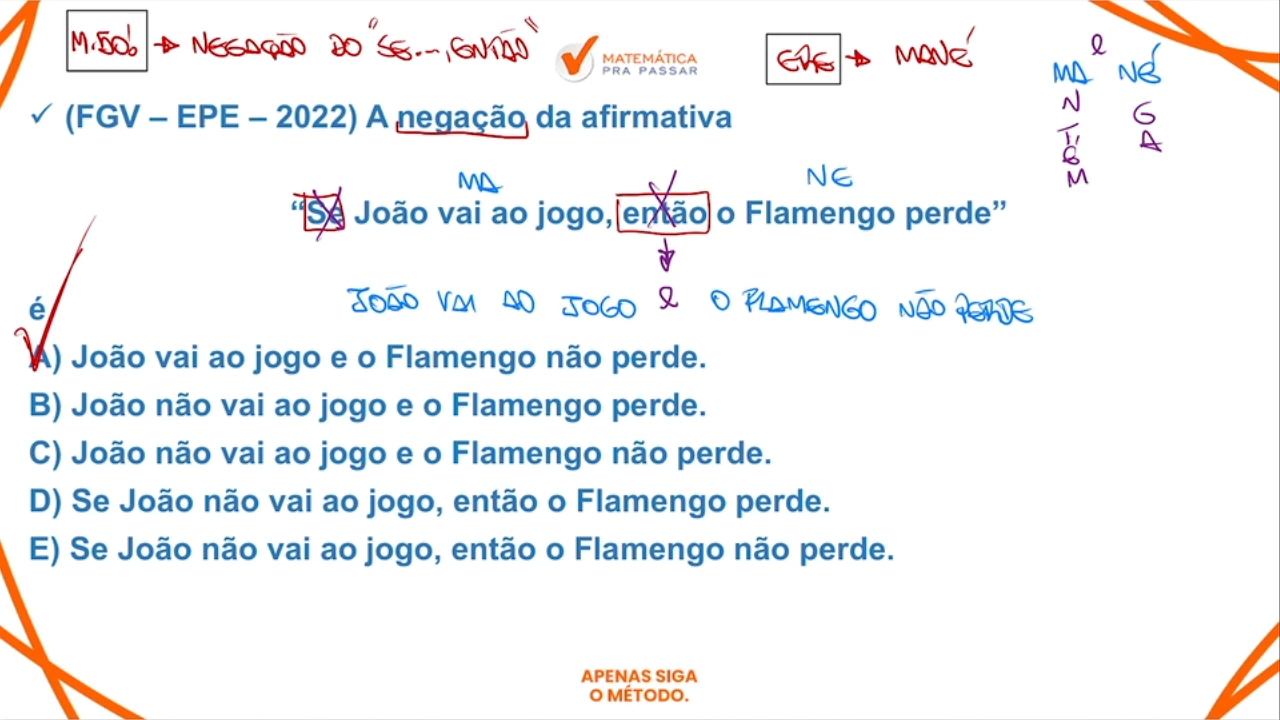 → NEGAÇÃO DO "SE..., ENTÃO"
MATEMÁTICA
PRA PASSAR
EPE → MANÉ
MA e NÉ
N G
T A
É
M
✓ (FGV – EPE – 2022) A negação da afirmativa
MA NE
“Se João vai ao jogo, então o Flamengo perde”
JOÃO VAI AO JOGO e O FLAMENGO NÃO PERDE
é
A) João vai ao jogo e o Flamengo não perde.
B) João não vai ao jogo e o Flamengo perde.
C) João não vai ao jogo e o Flamengo não perde.
D) Se João não vai ao jogo, então o Flamengo perde.
E) Se João não vai ao jogo, então o Flamengo não perde.
APENAS SIGA
O MÉTODO.